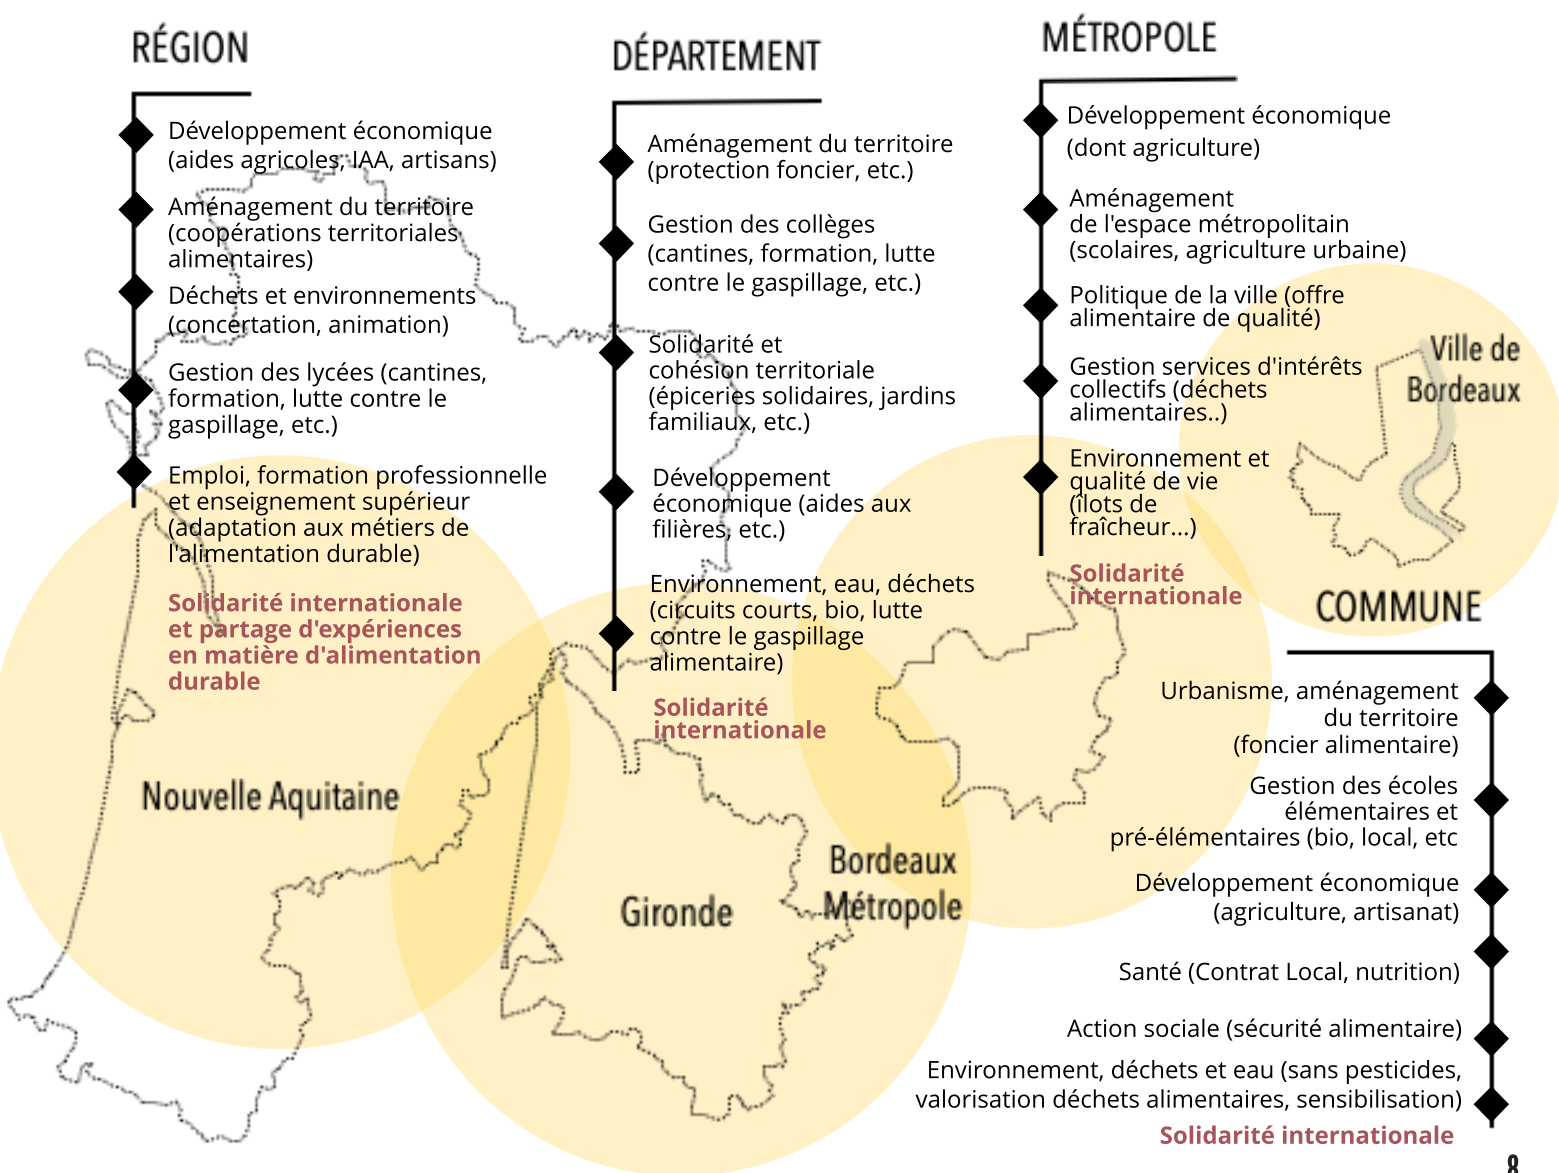 RÉGION
Développement économique
(aides agricoles, IAA, artisans)
Aménagement du territoire
(coopérations territoriales
alimentaires)
Déchets et environnements
(concertation, animation)
Gestion des lycées (cantines,
formation, lutte contre le
gaspillage, etc.)
Emploi, formation professionnelle
et enseignement supérieur
(adaptation aux métiers de
l'alimentation durable)
Solidarité internationale
et partage d'expériences
en matière d'alimentation
durable
Nouvelle Aquitaine
DÉPARTEMENT
Aménagement du territoire
(protection foncier, etc.)
Gestion des collèges
(cantines, formation, lutte
contre le gaspillage, etc.)
Solidarité et
cohésion territoriale
(épiceries solidaires, jardins
familiaux, etc.)
Développement
économique (aides aux
filières, etc.)
Environnement, eau, déchets
(circuits courts, bio, lutte
contre le gaspillage
alimentaire)
Solidarité
internationale
Gironde
MÉTROPOLE
Développement économique
(dont agriculture)
Aménagement
de l'espace métropolitain
(scolaires, agriculture urbaine)
Politique de la ville (offre
alimentaire de qualité)
Gestion services d'intérêts
collectifs (déchets
alimentaires..)
Environnement et
qualité de vie
(îlots de
fraîcheur...)
Solidarité
internationale
Bordeaux
Métropole
Ville de
Bordeaux
COMMUNE
Urbanisme, aménagement
du territoire
(foncier alimentaire)
Gestion des écoles
élémentaires et
pré-élémentaires (bio, local, etc
Développement économique
(agriculture, artisanat)
Santé (Contrat Local, nutrition)
Action sociale (sécurité alimentaire)
Environnement, déchets et eau (sans pesticides,
valorisation déchets alimentaires, sensibilisation)
Solidarité internationale
8